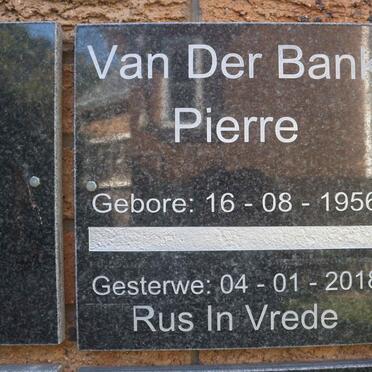 Van Der Bank
Pierre
Gebore: 16 - 08 - 1956
Gesterwe: 04 - 01 - 2018
Rus In Vrede